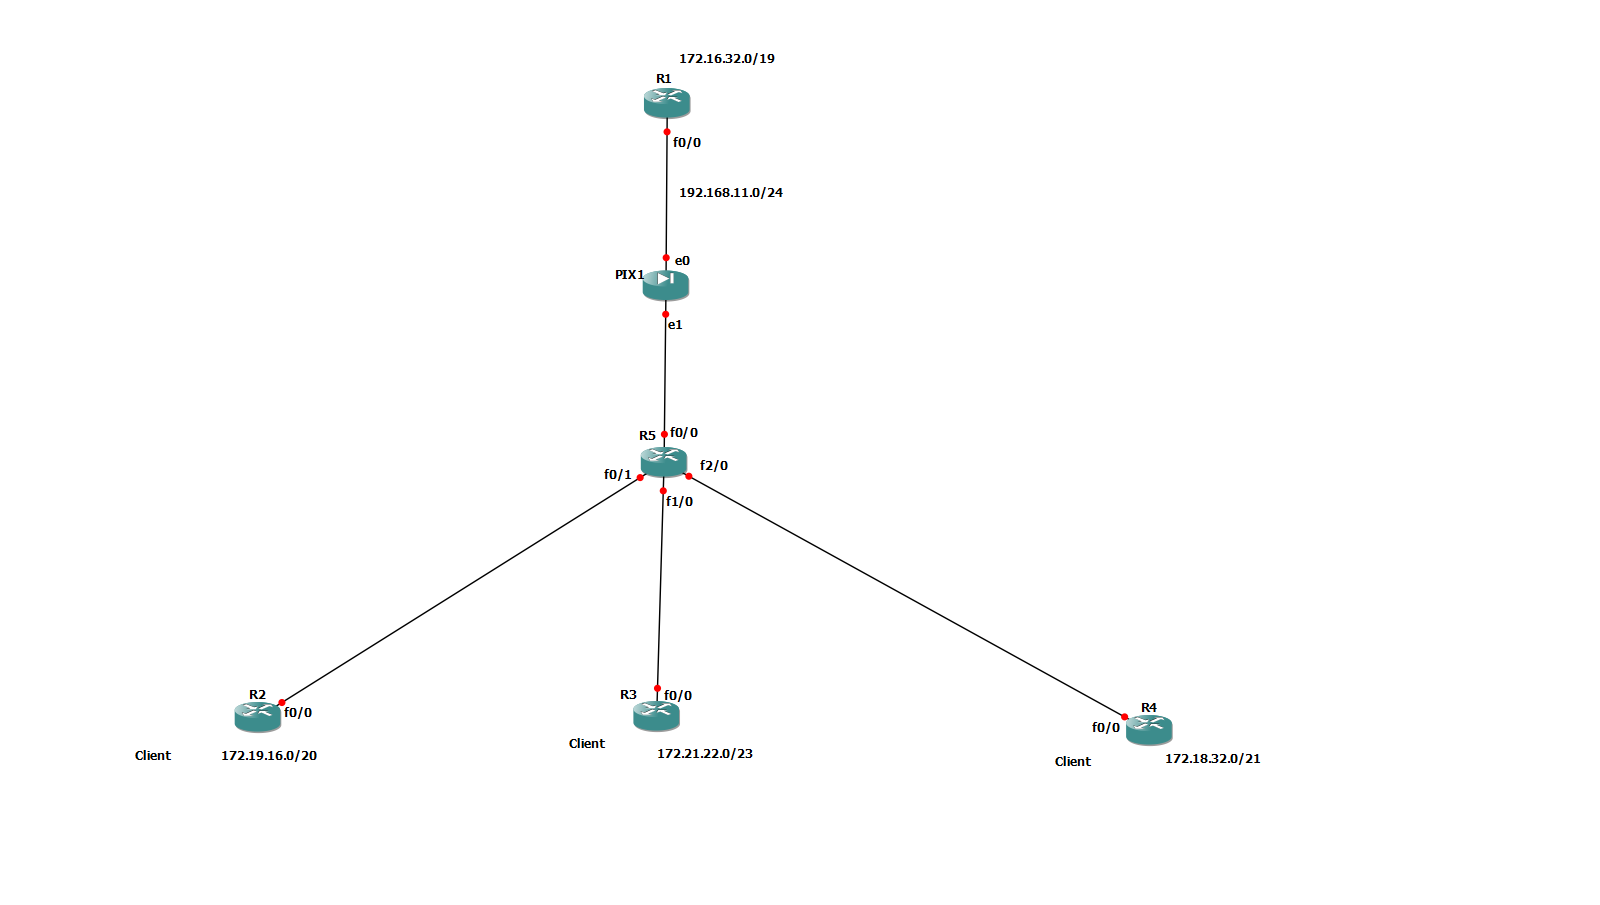 172.16.32.0/19
R1
f0/0
192.168.11.0/24
e0
PIX1
e1
f0/0
R5
f2/0
f0/1
f1/0
R2
f0/0
Client
172.19.16.0/20
R3
f0/0
Client
172.21.22.0/23
R4
f0/0
Client
172.18.32.0/21